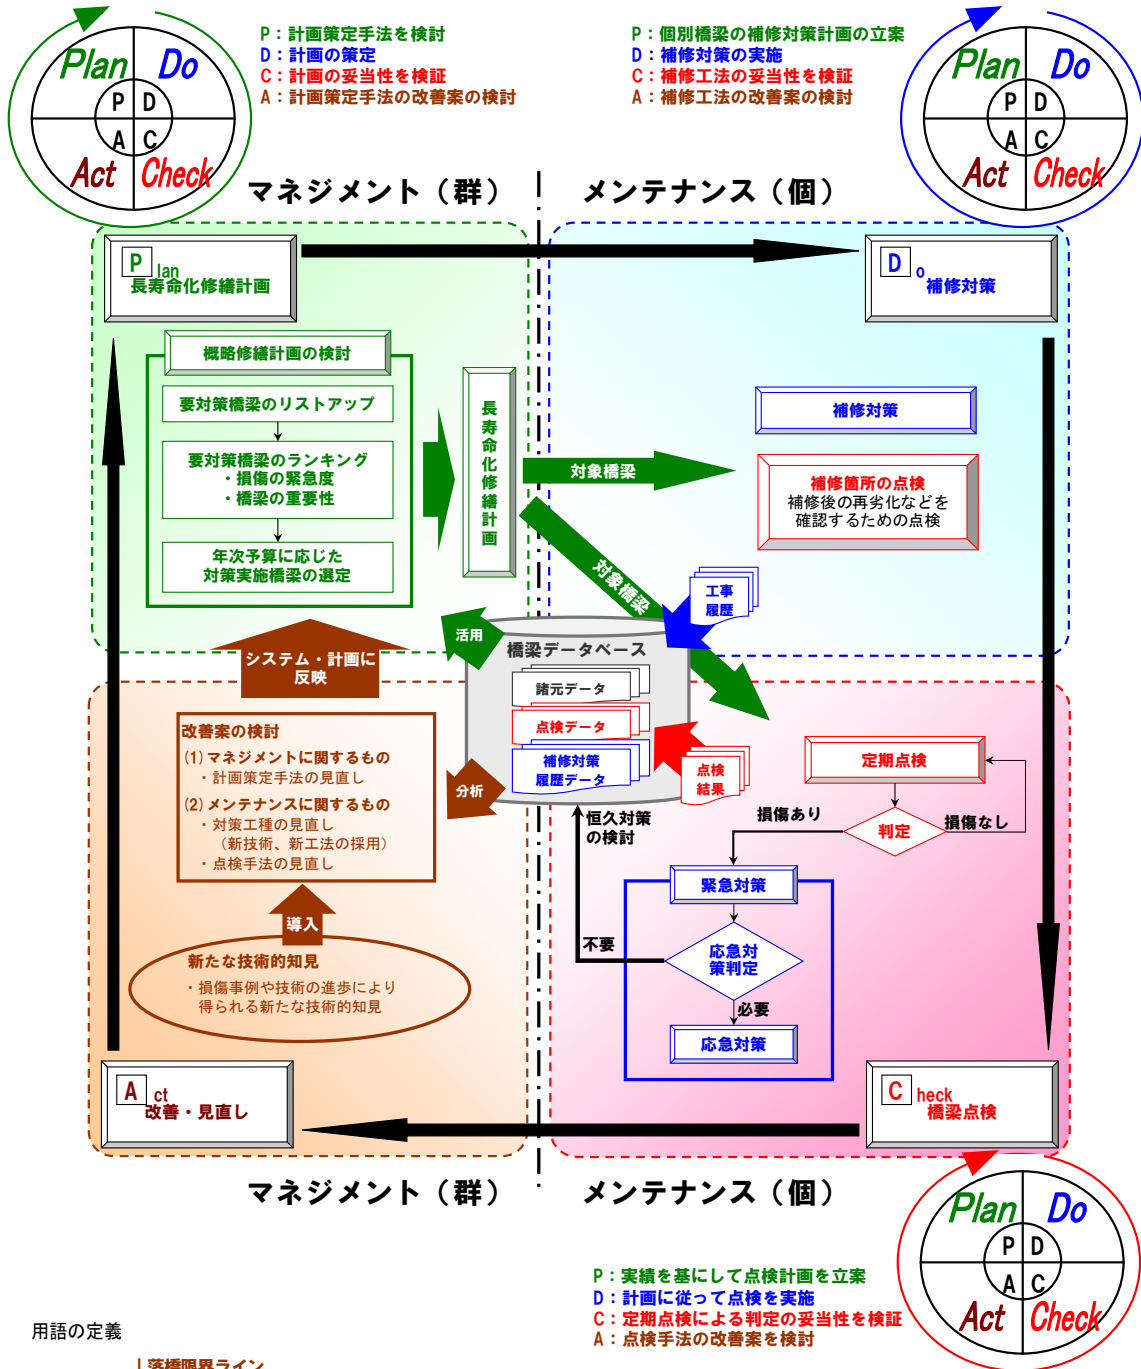 Plan Do
P D
A C
Act Check
P：計画策定手法を検討
D：計画の策定
C：計画の妥当性を検証
A：計画策定手法の改善案の検討
P：個別橋梁の補修対策計画の立案
D：補修対策の実施
C：補修工法の妥当性を検証
A：補修工法の改善案の検討
Plan Do
P D
A C
Act Check
マネジメント（群） メンテナンス（個）
Plan
長寿命化修繕計画
Do
補修対策
概略修繕計画の検討
要対策橋梁のリストアップ
要対策橋梁のランキング
・損傷の緊急度
・橋梁の重要性
年次予算に応じた
対策実施橋梁の選定
長寿命化修繕計画
対象橋梁
対象橋梁
補修対策
補修箇所の点検
補修後の再劣化などを
確認するための点検
工事
履歴
活用
橋梁データベース
諸元データ
点検データ
補修対策
履歴データ
システム・計画に
反映
分析
点検
結果
改善案の検討
(1) マネジメントに関するもの
・計画策定手法の見直し
(2) メンテナンスに関するもの
・対策工種の見直し
（新技術、新工法の採用）
・点検手法の見直し
導入
新たな技術的知見
・損傷事例や技術の進歩により
得られる新たな技術的知見
定期点検
判定
損傷あり
損傷なし
恒久対策
の検討
緊急対策
応急対
策判定
不要
必要
応急対策
Act
改善・見直し
Check
橋梁点検
マネジメント（群） メンテナンス（個）
Plan Do
P D
A C
Act Check
P：実績を基にして点検計画を立案
D：計画に従って点検を実施
C：定期点検による判定の妥当性を検証
A：点検手法の改善案を検討
用語の定義
落橋限界ライン